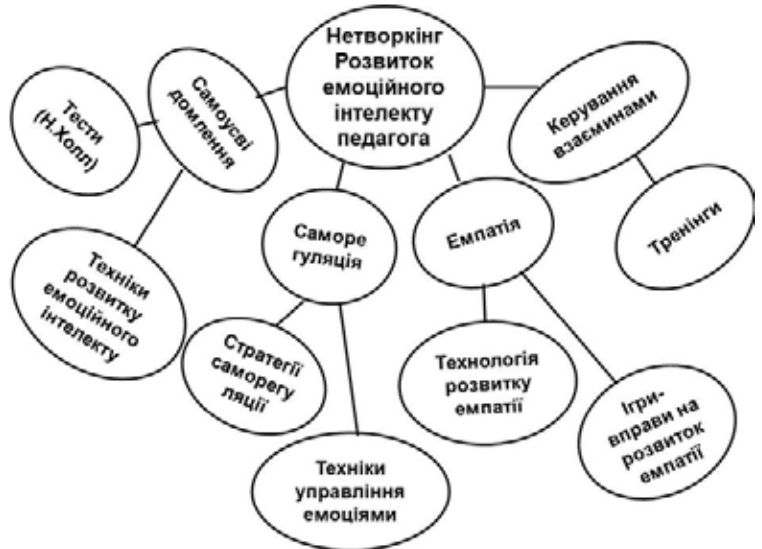 Нетворкінг
Розвиток
емоційного
інтелекту
педагога
Самоусві
домлення
Тести
(Н.Холл)
Техніки
розвитку
емоційного
інтелекту
Саморе
гуляція
Стратегії
саморегу
ляції
Техніки
управління
емоціями
Емпатія
Технологія
розвитку
емпатії
Ігри-
вправи на
розвиток
емпатії
Керування
взаєминами
Тренінги